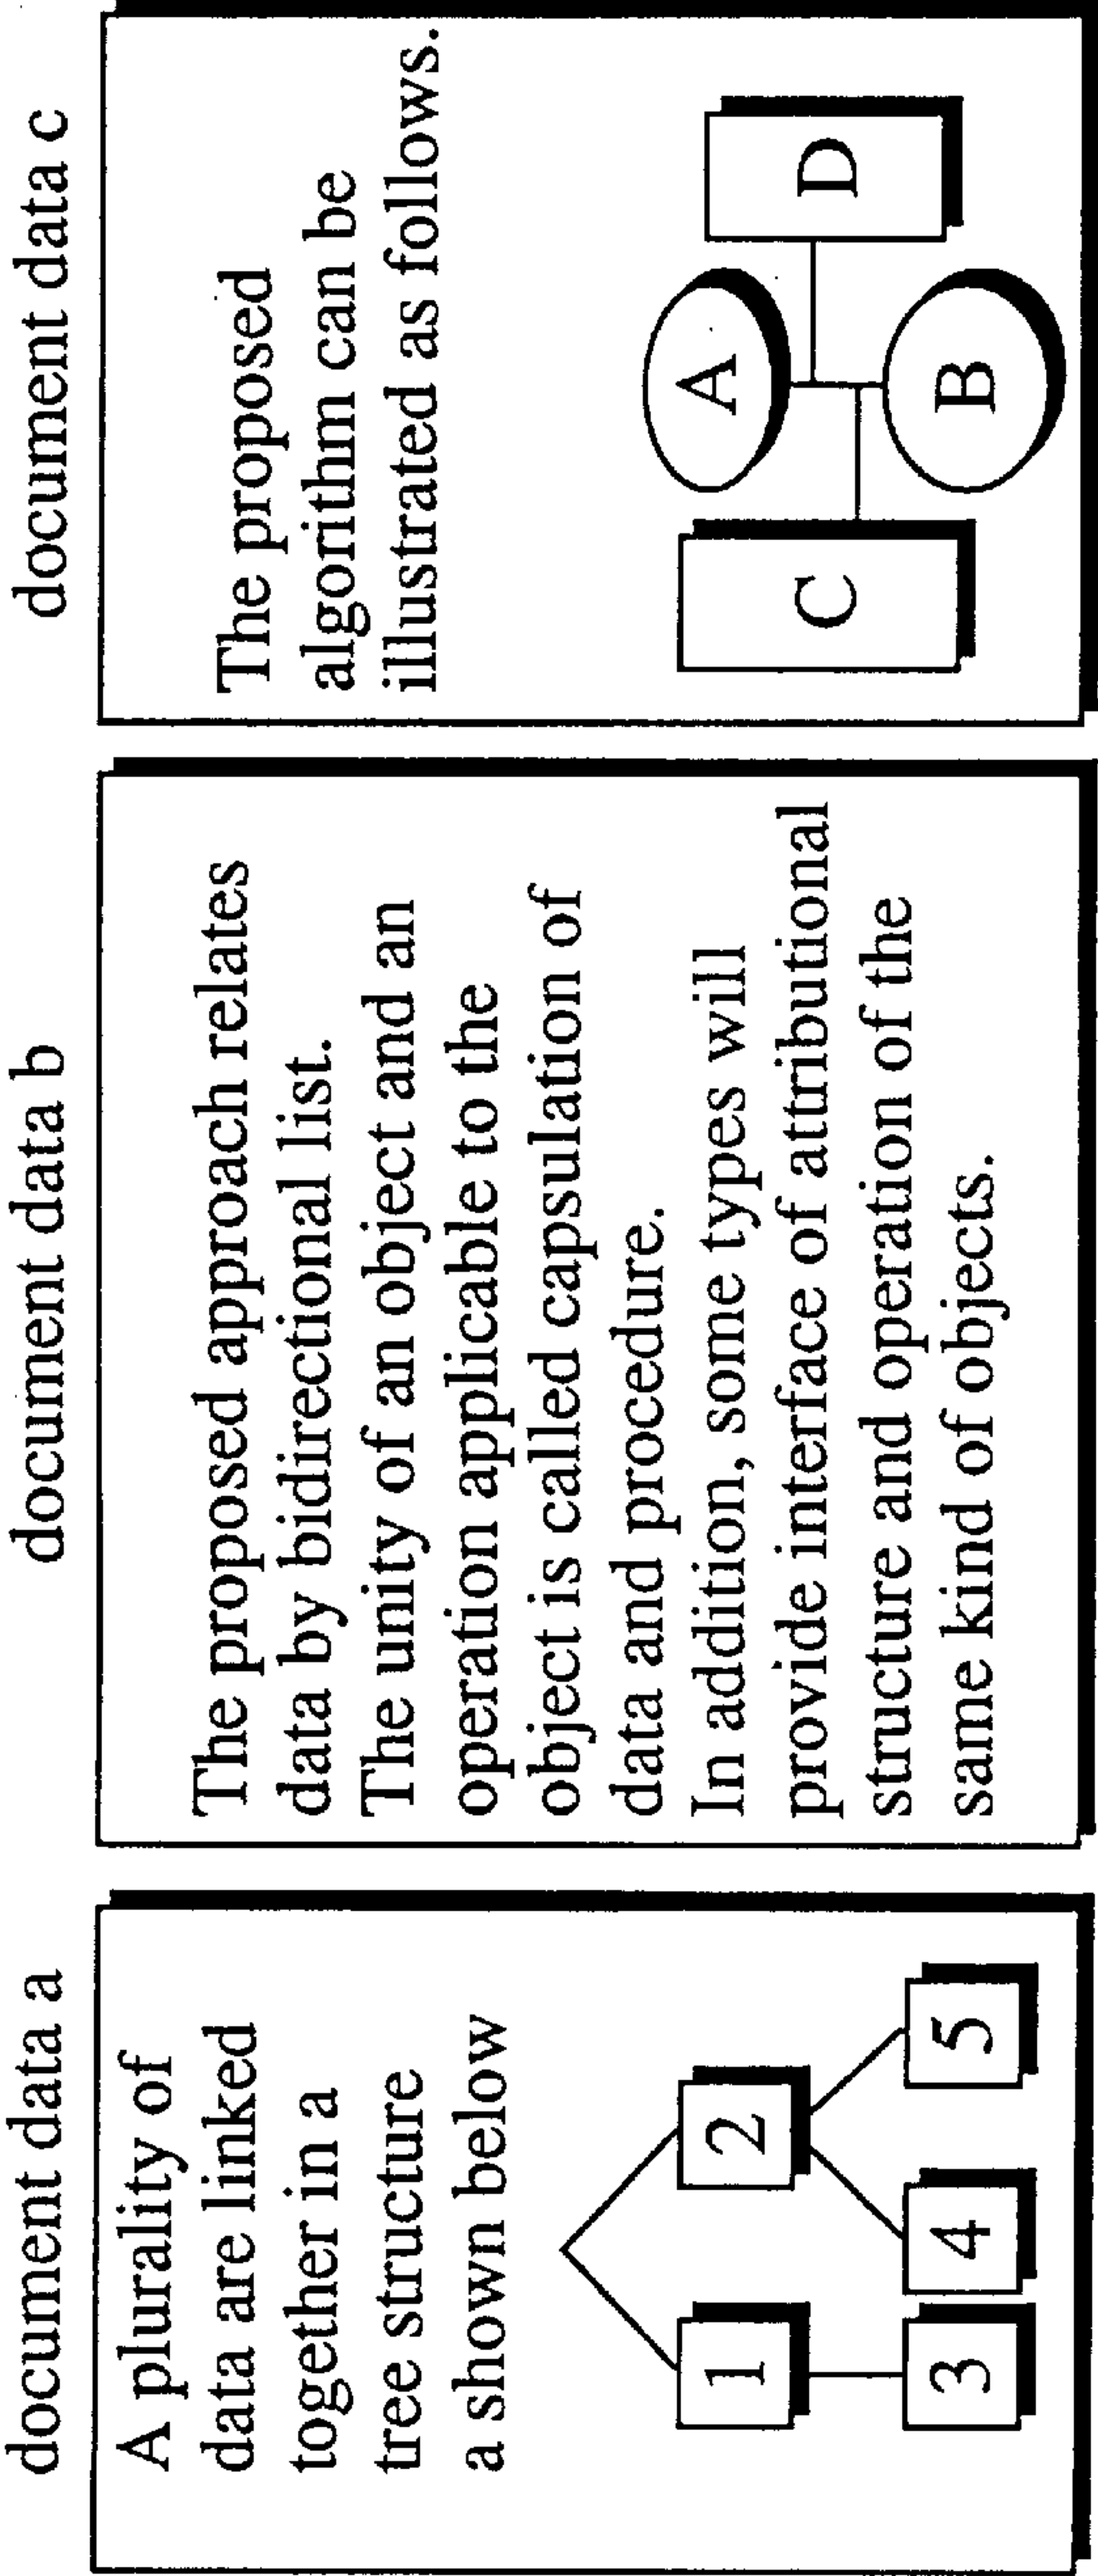 document data a
A plurality of
data are linked
together in a
tree structure
a shown below
1
2
3
4
5
document data b
The proposed approach relates
data by bidirectional list.
The unity of an object and an
operation applicable to the
object is called capsulation of
data and procedure.
In addition, some types will
provide interface of attributional
structure and operation of the
same kind of objects.
document data c
The proposed
algorithm can be
illustrated as follows.
A
C
D
B